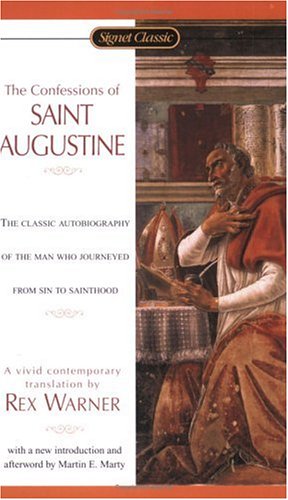 Signet Classic
The Confessions of
SAINT
AUGUSTINE
THE CLASSIC AUTOBIOGRAPHY
OF THE MAN WHO JOURNEYED
FROM SIN TO SAINTHOOD
A vivid contemporary
translation by
REX WARNER
with a new introduction and
afterword by Martin E. Marty